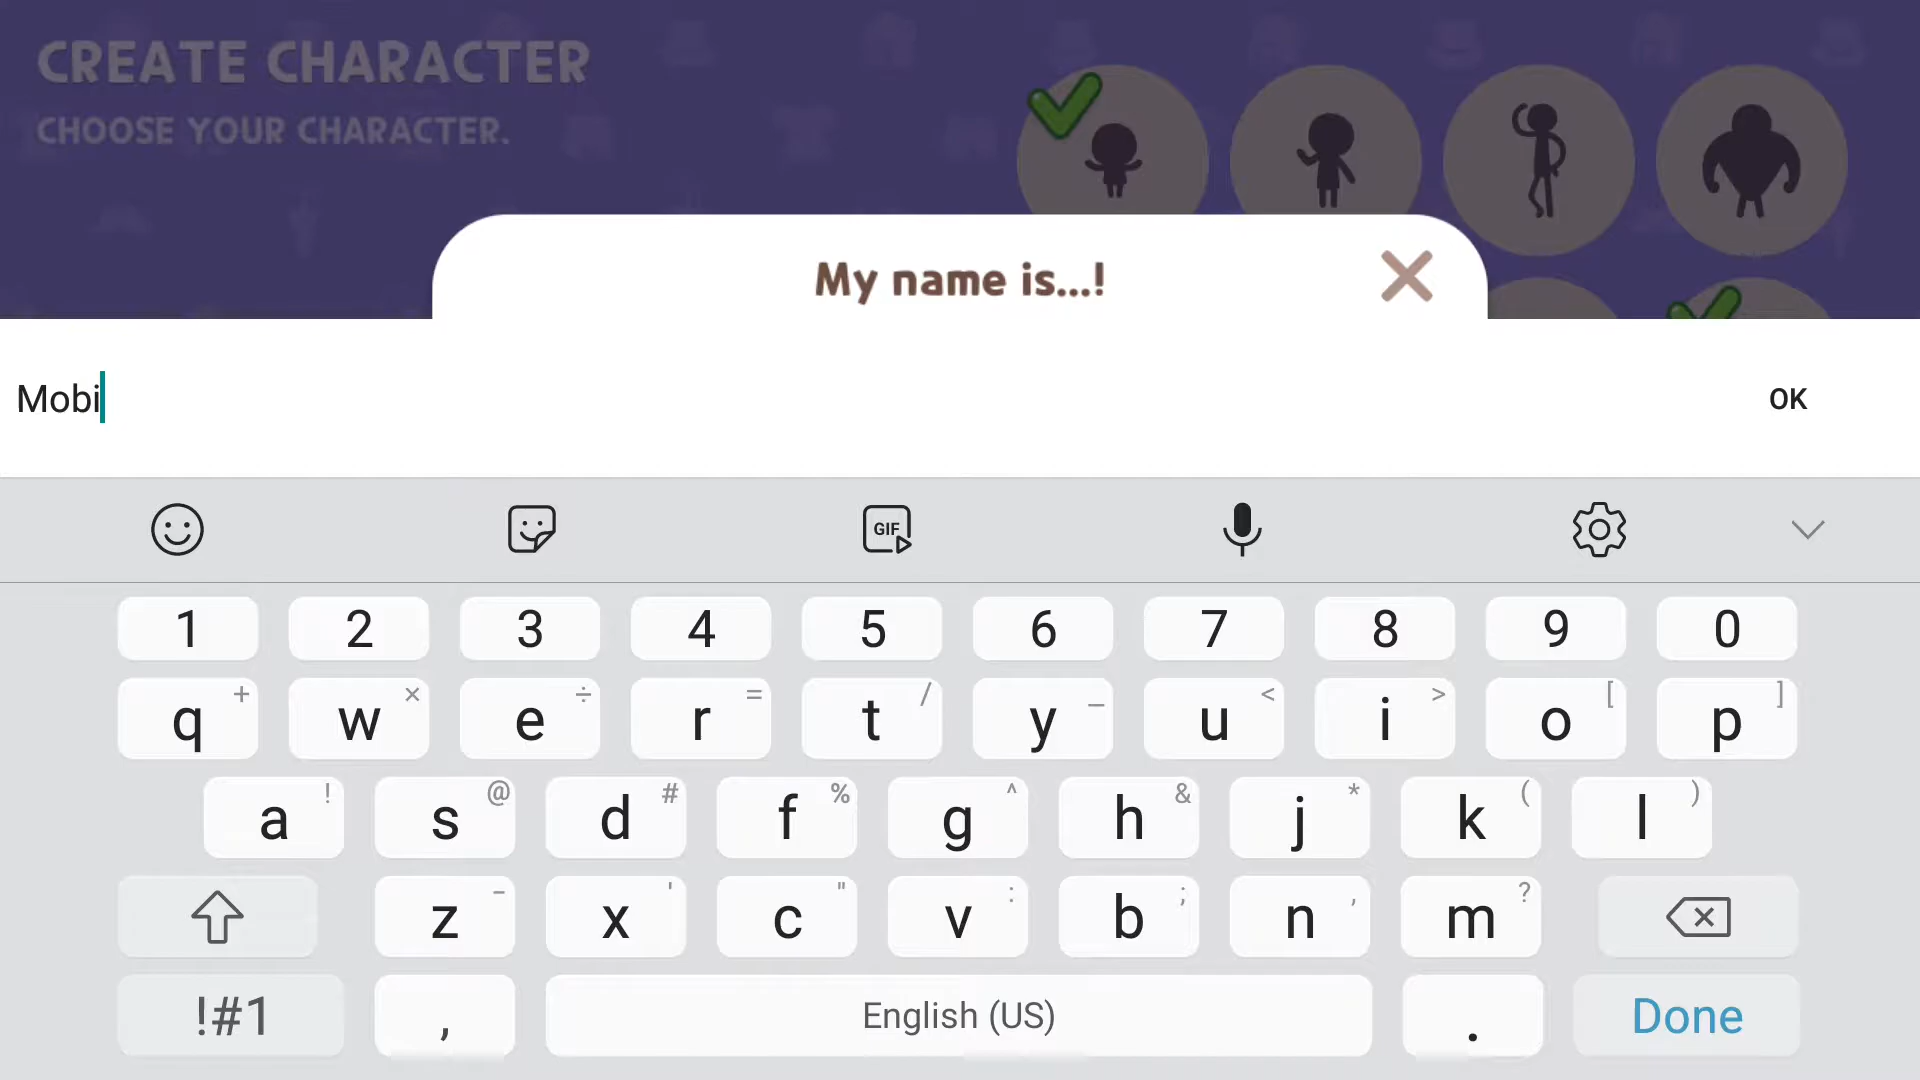 CREATE CHARACTER
CHOOSE YOUR CHARACTER.
My name is...!
Mobi
OK
GIF
1 2 3 4 5 6 7 8 9 0
q + w × e ÷ r = t / y _ u < i > o [ p ]
a ! s @ d # f % g ^ h & j * k ( l )
z - x ' c " v : b ; n , m ?
!#1 , English (US) . Done